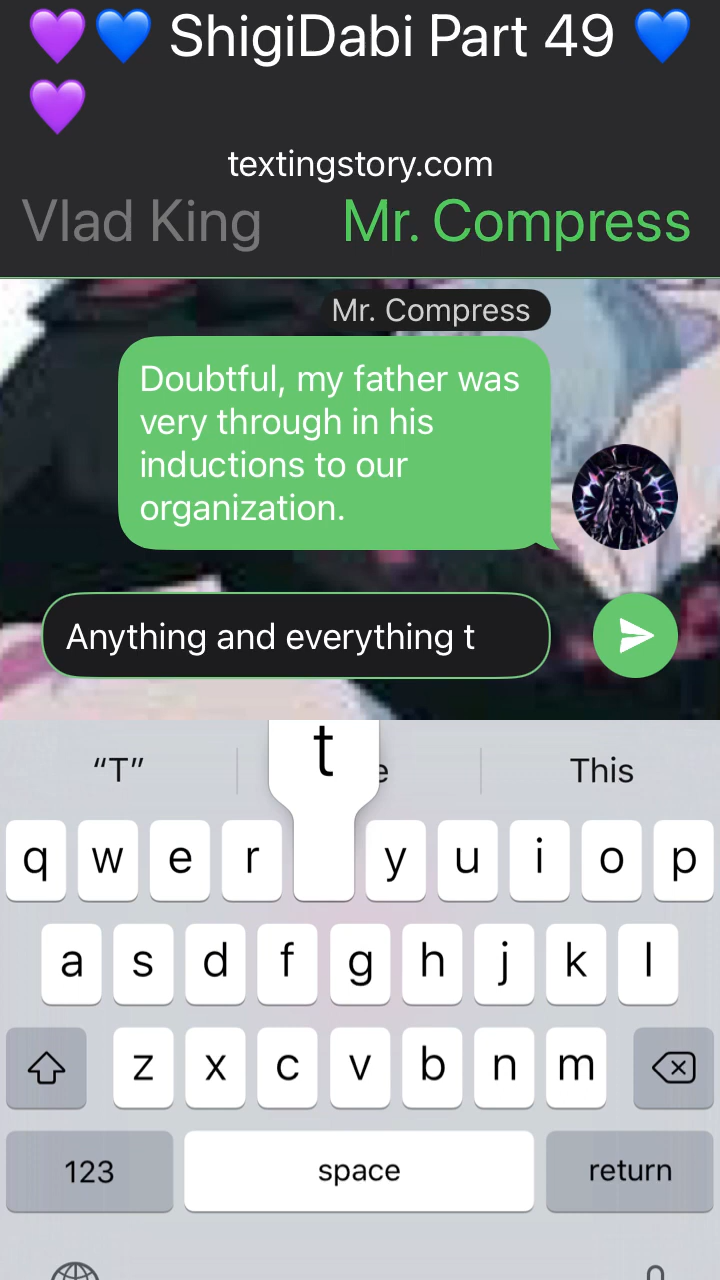 💜💙 ShigiDabi Part 49 💙
💜
textingstory.com
Vlad King Mr. Compress
Mr. Compress
Doubtful, my father was
very through in his
inductions to our
organization.
Anything and everything t
“T” t e This
q w e r y u i o p
a s d f g h j k l
z x c v b n m
123 space return